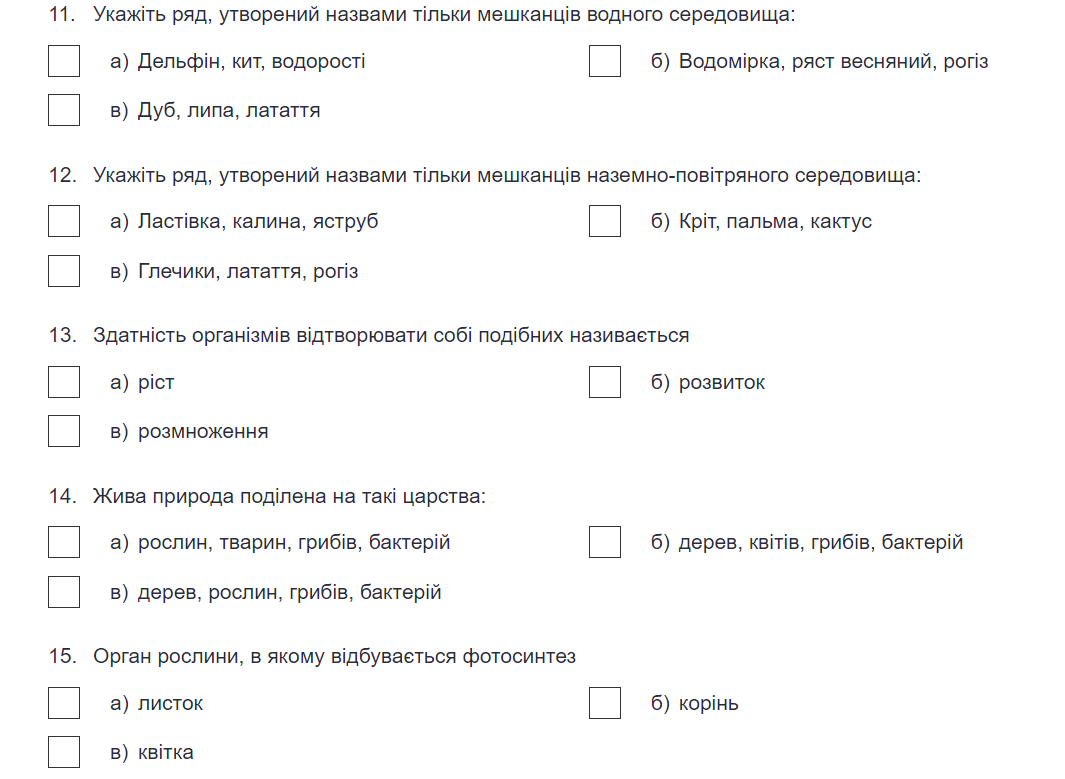 11. Укажіть ряд, утворений назвами тільки мешканців водного середовища:
а) Дельфін, кит, водорості
б) Водомірка, ряст весняний, рогіз
в) Дуб, липа, латаття
12. Укажіть ряд, утворений назвами тільки мешканців наземно-повітряного середовища:
а) Ластівка, калина, яструб
б) Кріт, пальма, кактус
в) Глечики, латаття, рогіз
13. Здатність організмів відтворювати собі подібних називається
а) ріст
б) розвиток
в) розмноження
14. Жива природа поділена на такі царства:
а) рослин, тварин, грибів, бактерій
б) дерев, квітів, грибів, бактерій
в) дерев, рослин, грибів, бактерій
15. Орган рослини, в якому відбувається фотосинтез
а) листок
б) корінь
в) квітка